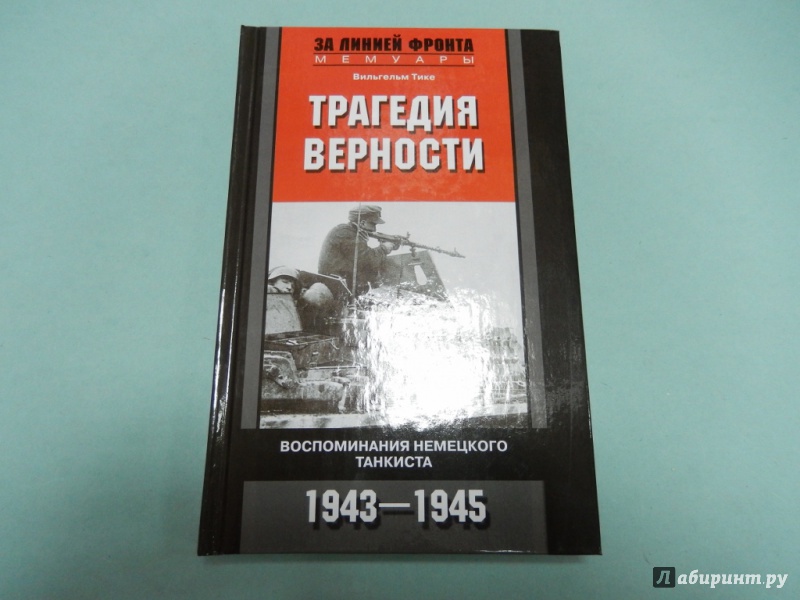 ЗА ЛИНИЕЙ ФРОНТА
МЕМУАРЫ
Вильгельм Тике
ТРАГЕДИЯ
ВЕРНОСТИ
ВОСПОМИНАНИЯ НЕМЕЦКОГО
ТАНКИСТА
1943—1945
Лабиринт.ру